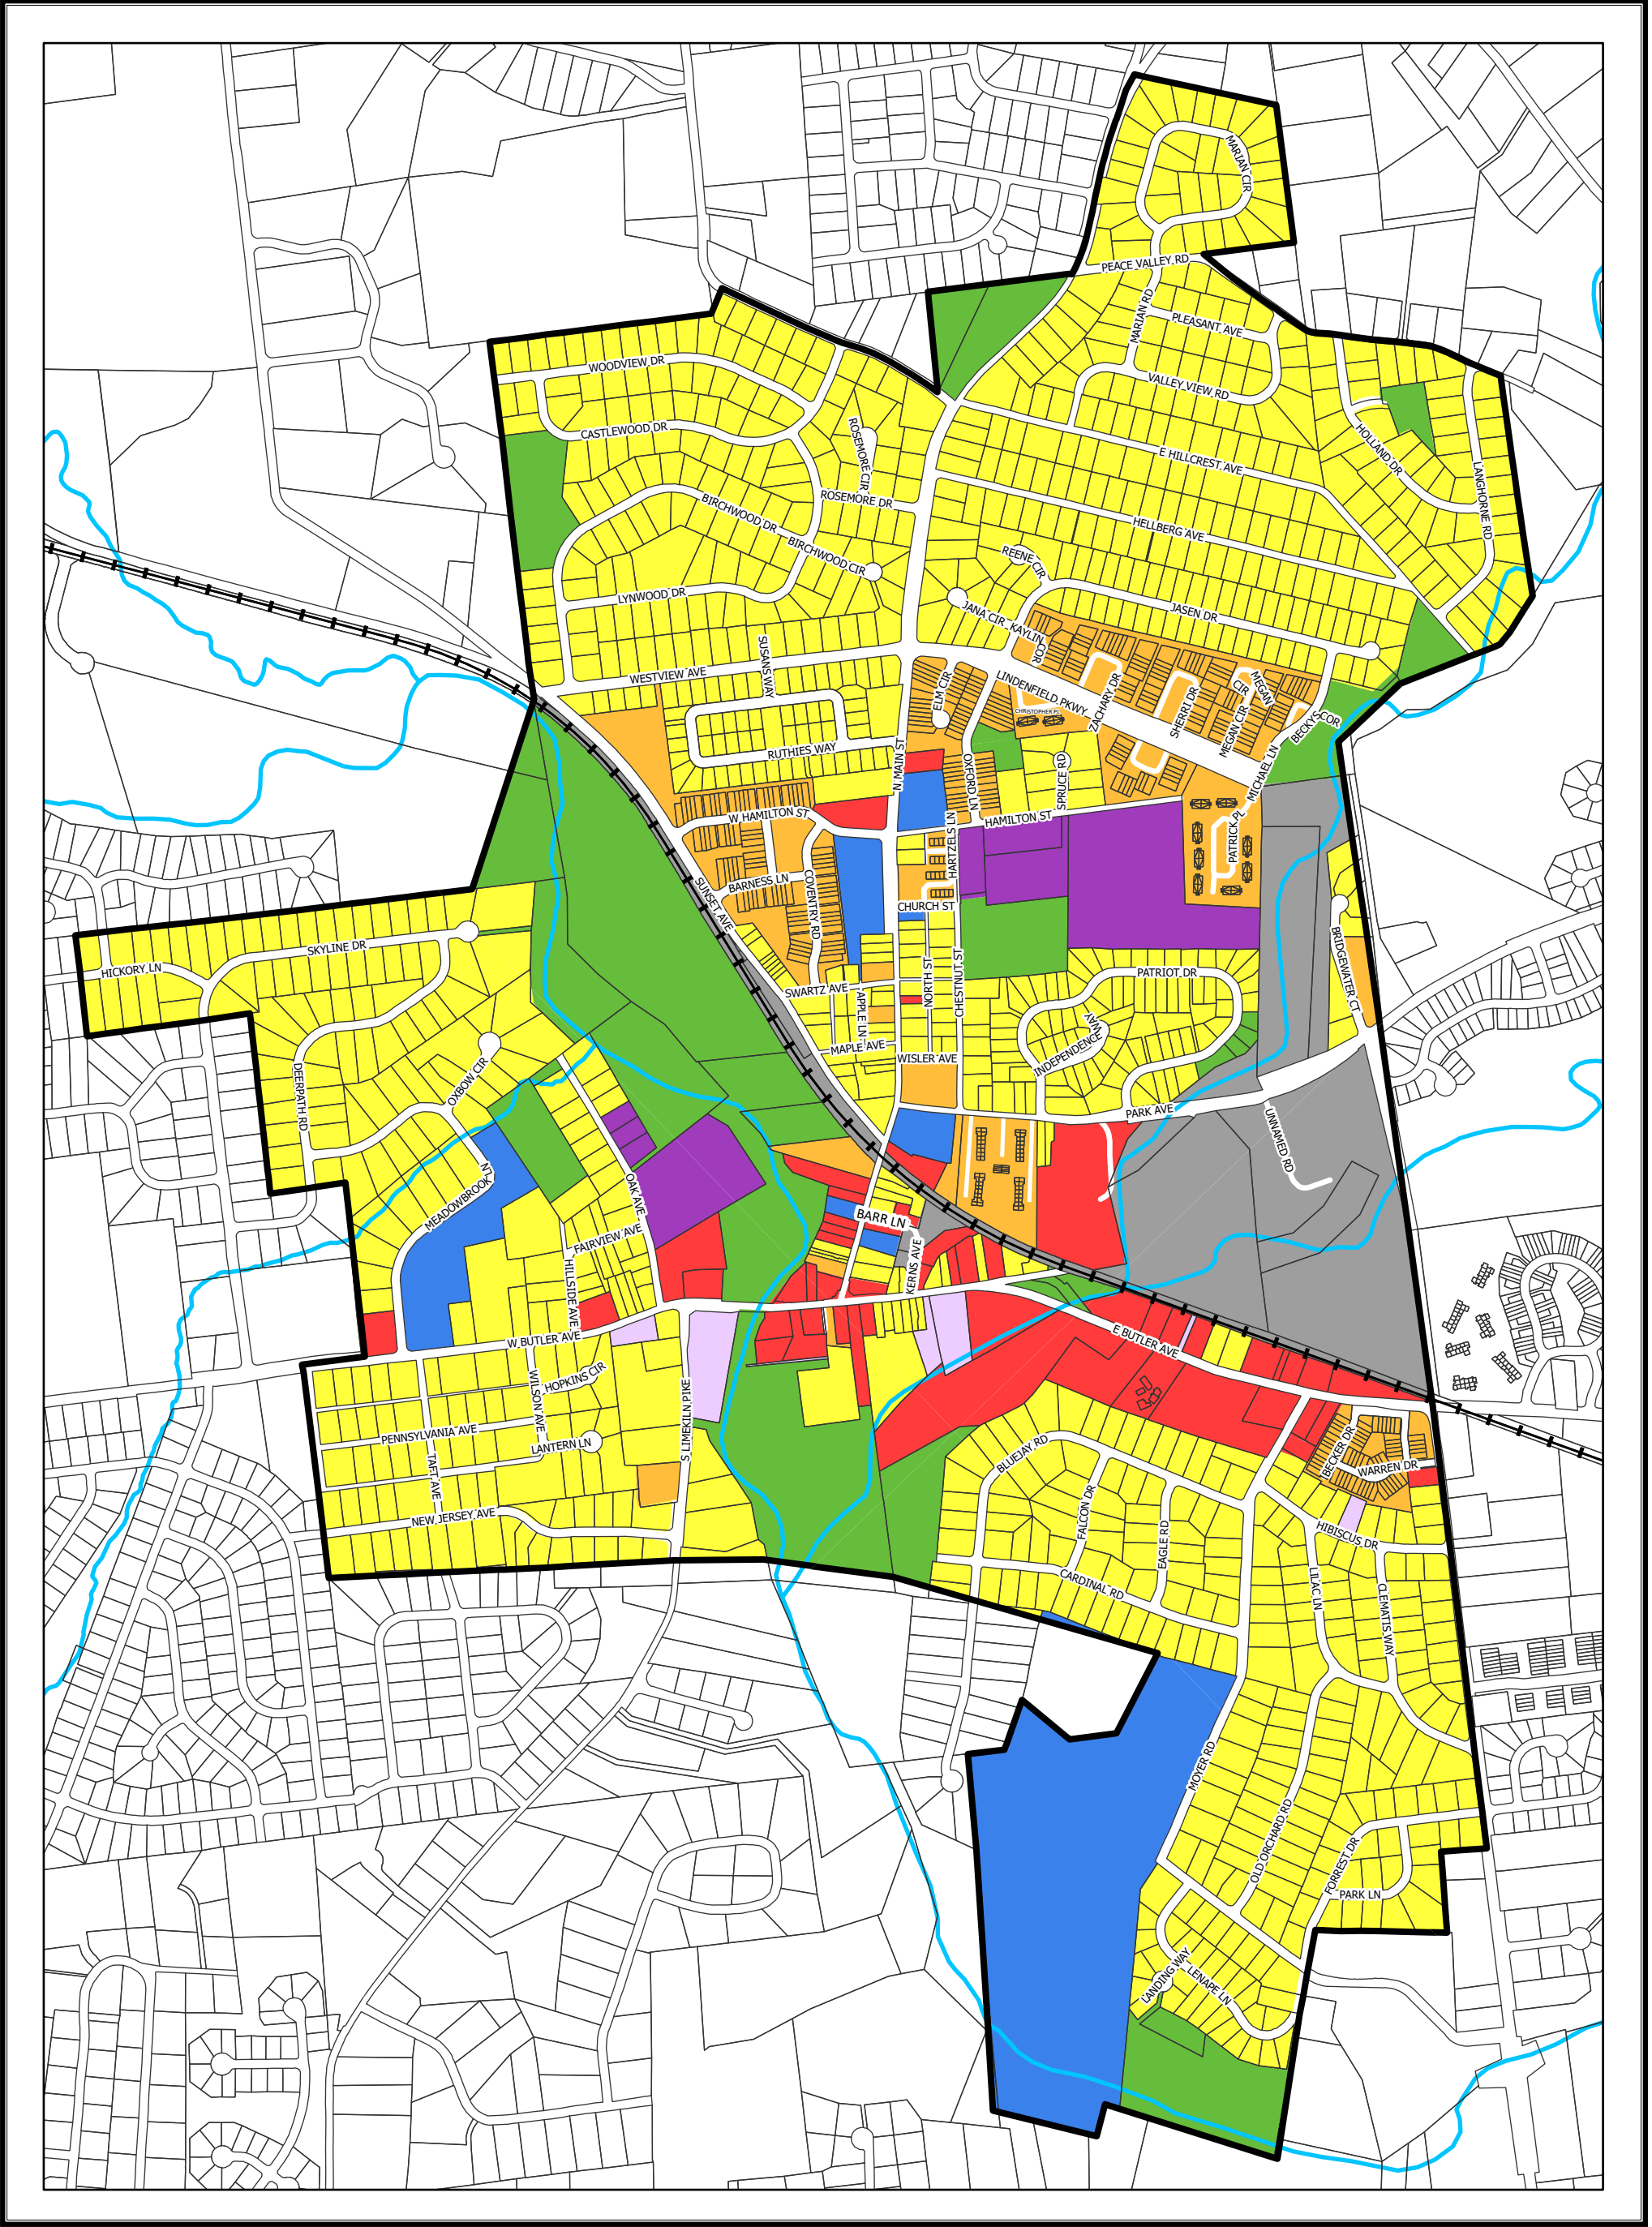 MARIAN CIR
PEACE VALLEY RD
MARIAN RD
PLEASANT AVE
VALLEY VIEW RD
WOODVIEW DR
CASTLEWOOD DR
ROSEMORE CIR
ROSEMORE DR
E HILLCREST AVE
HOLLAND DR
LANGHORNE RD
BIRCHWOOD DR
BIRCHWOOD CIR
HELLBERG AVE
REENE CIR
LYNWOOD DR
JANA CIR
KAYLIN
COR
JASEN DR
SUSANS WAY
WESTVIEW AVE
ELM CIR
LINDENFIELD PKWY
CHRISTOPHER PL
ZACHARY DR
SHERRI DR
MEGAN
CIR
MEGAN CIR
BECKYS COR
RUTHIES WAY
N MAIN ST
OXFORD LN
SPRUCE RD
MICHAEL LN
W HAMILTON ST
HAMILTON ST
HARTZELS LN
PATRICK PL
BARNESS LN
SUNSET AVE
COVENTRY RD
CHURCH ST
SKYLINE DR
HICKORY LN
SWARTZ AVE
APPLE LN
NORTH ST
CHESTNUT ST
PATRIOT DR
BRIDGEWATER CT
MAPLE AVE
WISLER AVE
INDEPENDENCE
WAY
DEERPATH RD
OXBOW CIR
PARK AVE
UNNAMED RD
MEADOWBROOK
LN
OAK AVE
BARR LN
FAIRVIEW AVE
HILLSIDE AVE
KERNS AVE
W BUTLER AVE
E BUTLER AVE
HOPKINS CIR
WILSON AVE
S LIMEKILN PIKE
PENNSYLVANIA AVE
LANTERN LN
TAFT AVE
BLUEJAY RD
BECKER DR
WARREN DR
NEW JERSEY AVE
FALCON DR
EAGLE RD
HIBISCUS DR
CARDINAL RD
LILAC LN
CLEMATIS WAY
MOYER RD
OLD ORCHARD RD
FORREST DR
PARK LN
LANDING WAY
LENAPE LN